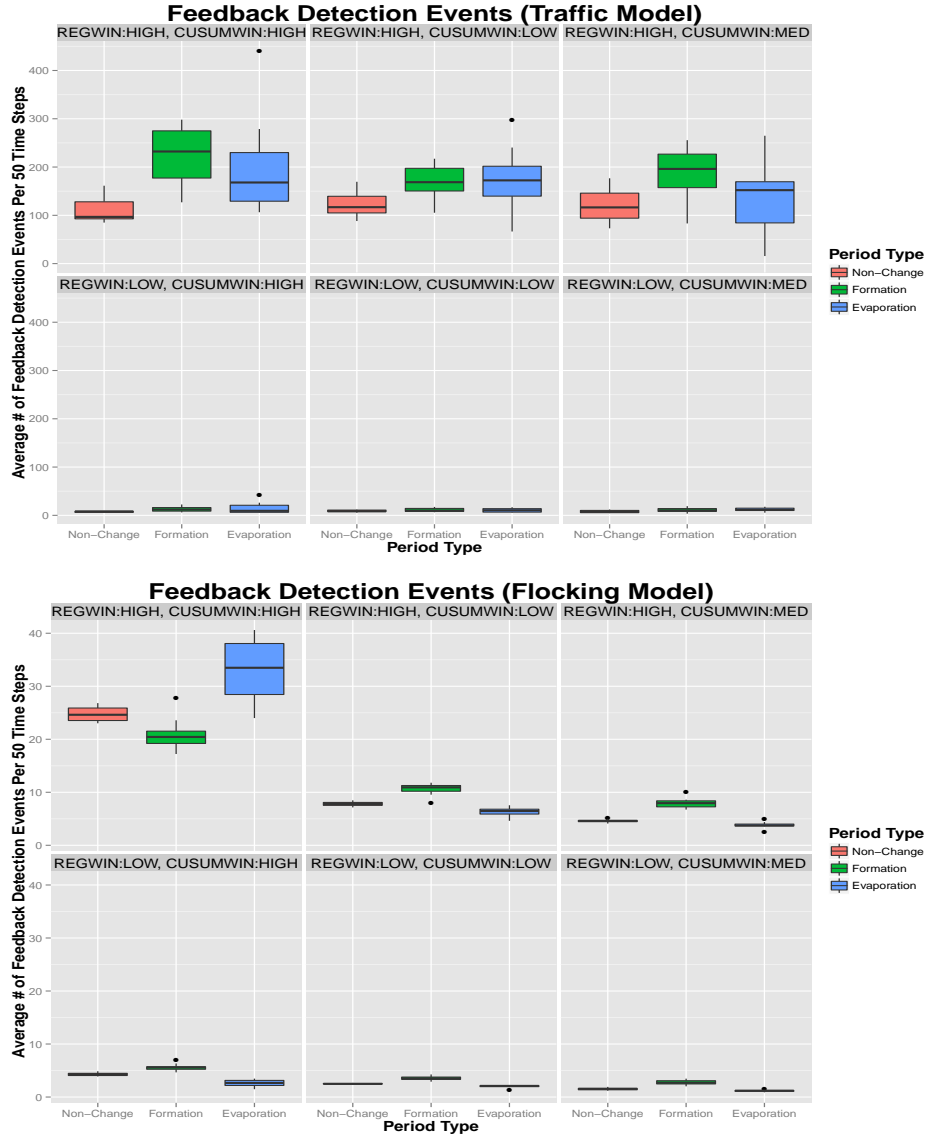 Feedback Detection Events (Traffic Model)
REGWIN:HIGH, CUSUMWIN:HIGH
REGWIN:HIGH, CUSUMWIN:LOW
REGWIN:HIGH, CUSUMWIN:MED
400
300
200
100
0
REGWIN:LOW, CUSUMWIN:HIGH
REGWIN:LOW, CUSUMWIN:LOW
REGWIN:LOW, CUSUMWIN:MED
400
300
200
100
0
Average # of Feedback Detection Events Per 50 Time Steps
Non−Change Formation Evaporation
Non−Change Formation Evaporation
Non−Change Formation Evaporation
Period Type
Period Type
Non−Change
Formation
Evaporation
Feedback Detection Events (Flocking Model)
REGWIN:HIGH, CUSUMWIN:HIGH
REGWIN:HIGH, CUSUMWIN:LOW
REGWIN:HIGH, CUSUMWIN:MED
40
30
20
10
0
REGWIN:LOW, CUSUMWIN:HIGH
REGWIN:LOW, CUSUMWIN:LOW
REGWIN:LOW, CUSUMWIN:MED
40
30
20
10
0
Average # of Feedback Detection Events Per 50 Time Steps
Non−Change Formation Evaporation
Non−Change Formation Evaporation
Non−Change Formation Evaporation
Period Type
Period Type
Non−Change
Formation
Evaporation